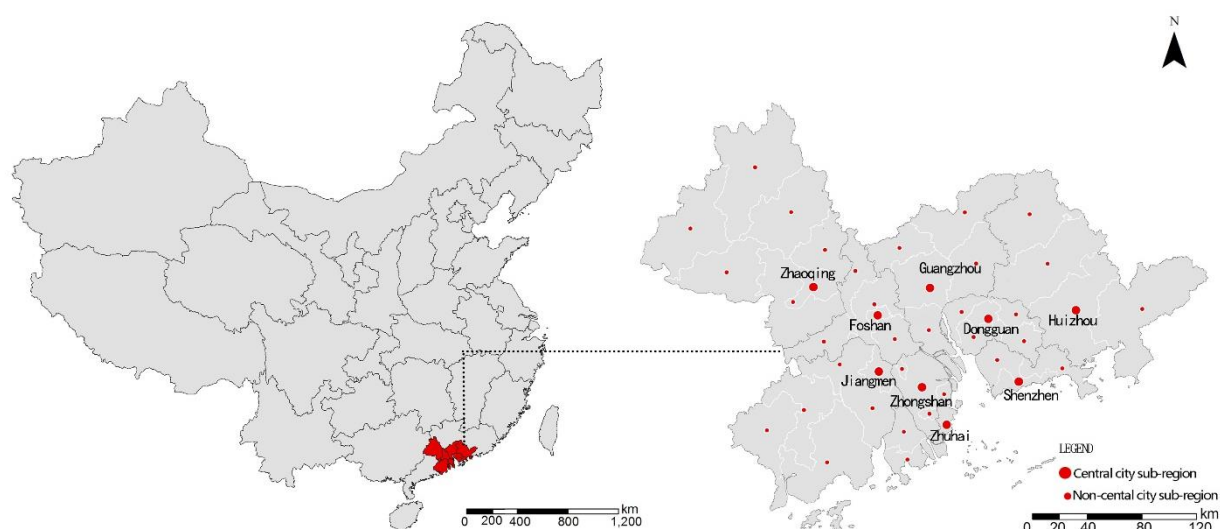 N
Zhaoqing
Guangzhou
Foshan
Dongguan
Huizhou
Jiangmen
Zhongshan
Shenzhen
Zhuhai
LEGEND
Central city sub-region
Non-cental city sub-region
km
0 200 400 800 1,200
km
0 20 40 80 120